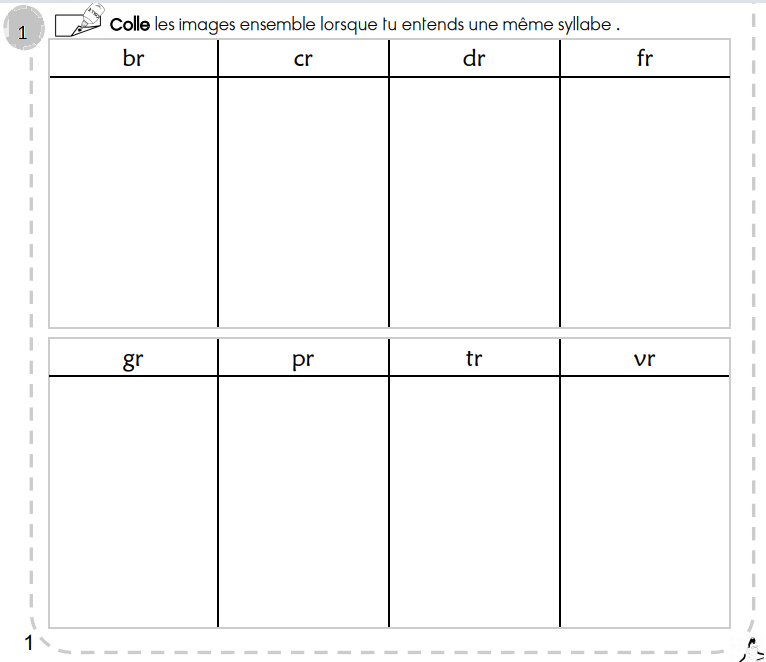 1
Colle les images ensemble lorsque tu entends une même syllabe .
br cr dr fr
gr pr tr vr
1